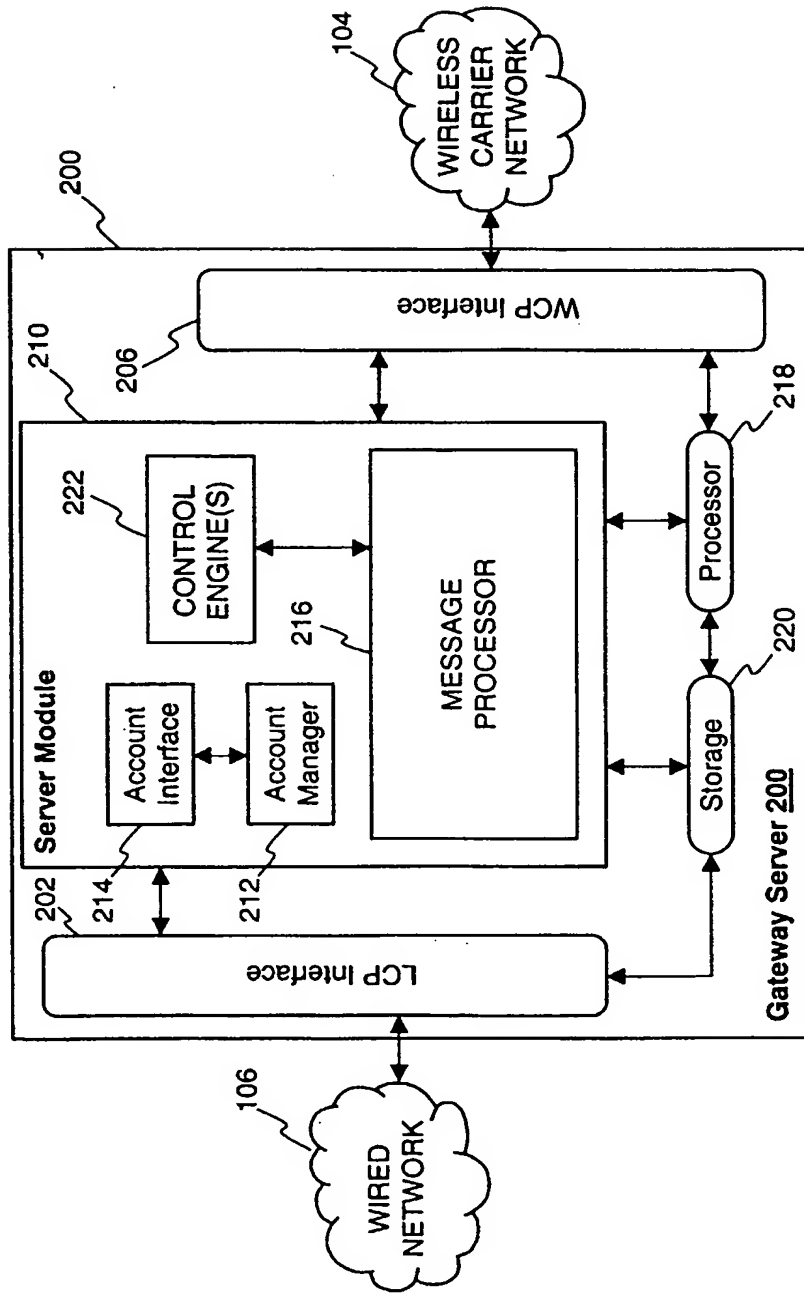 200
210
222
Server Module
Account
Interface
214
Account
Manager
212
CONTROL
ENGINE(S)
216
MESSAGE
PROCESSOR
202
LCP Interface
206
WCP Interface
106
WIRED
NETWORK
104
WIRELESS
CARRIER
NETWORK
Storage
220
Processor
218
Gateway Server 200